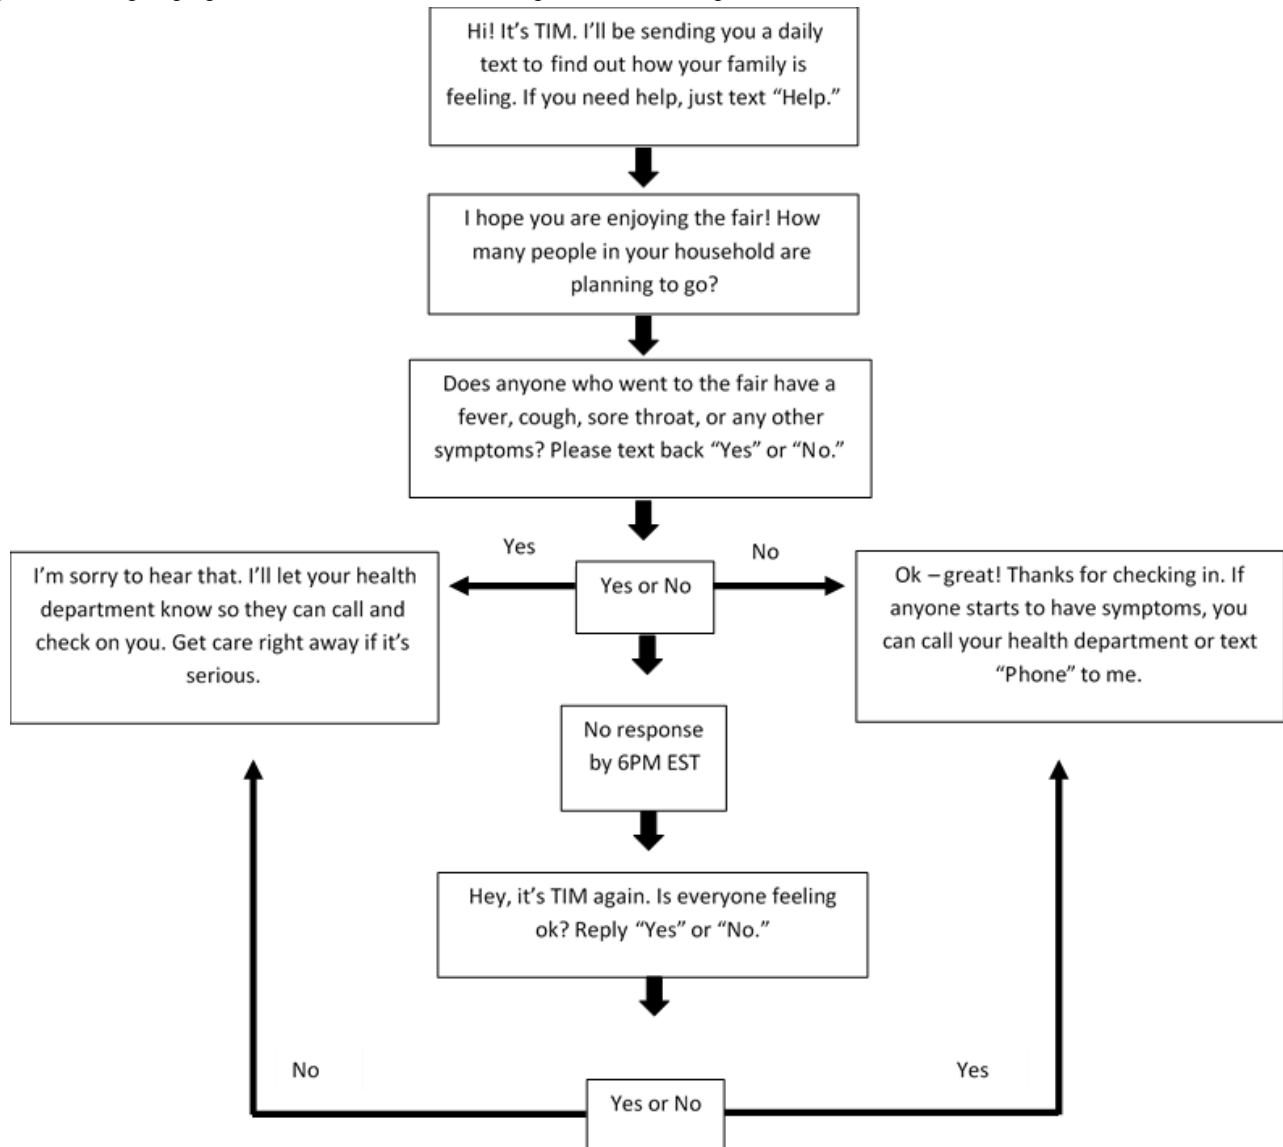 Hi! It’s TIM. I’ll be sending you a daily
text to find out how your family is
feeling. If you need help, just text “Help.”
I hope you are enjoying the fair! How
many people in your household are
planning to go?
Does anyone who went to the fair have a
fever, cough, sore throat, or any other
symptoms? Please text back “Yes” or “No.”
Yes
No
Yes or No
I’m sorry to hear that. I’ll let your health
department know so they can call and
check on you. Get care right away if it’s
serious.
Ok – great! Thanks for checking in. If
anyone starts to have symptoms, you
can call your health department or text
“Phone” to me.
No response
by 6PM EST
Hey, it’s TIM again. Is everyone feeling
ok? Reply “Yes” or “No.”
No
Yes
Yes or No